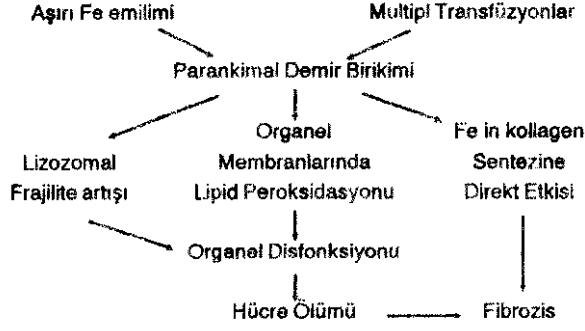 Aşırı Fe emilimi
Multipl Transfüzyonlar
Parankimal Demir Birikimi
Lizozomal
Frajilite artışı
Organel
Membranlarında
Lipid Peroksidasyonu
Fe in kollagen
Sentezine
Direkt Etkisi
Organel Disfonksiyonu
Hücre Ölümü
Fibrozis